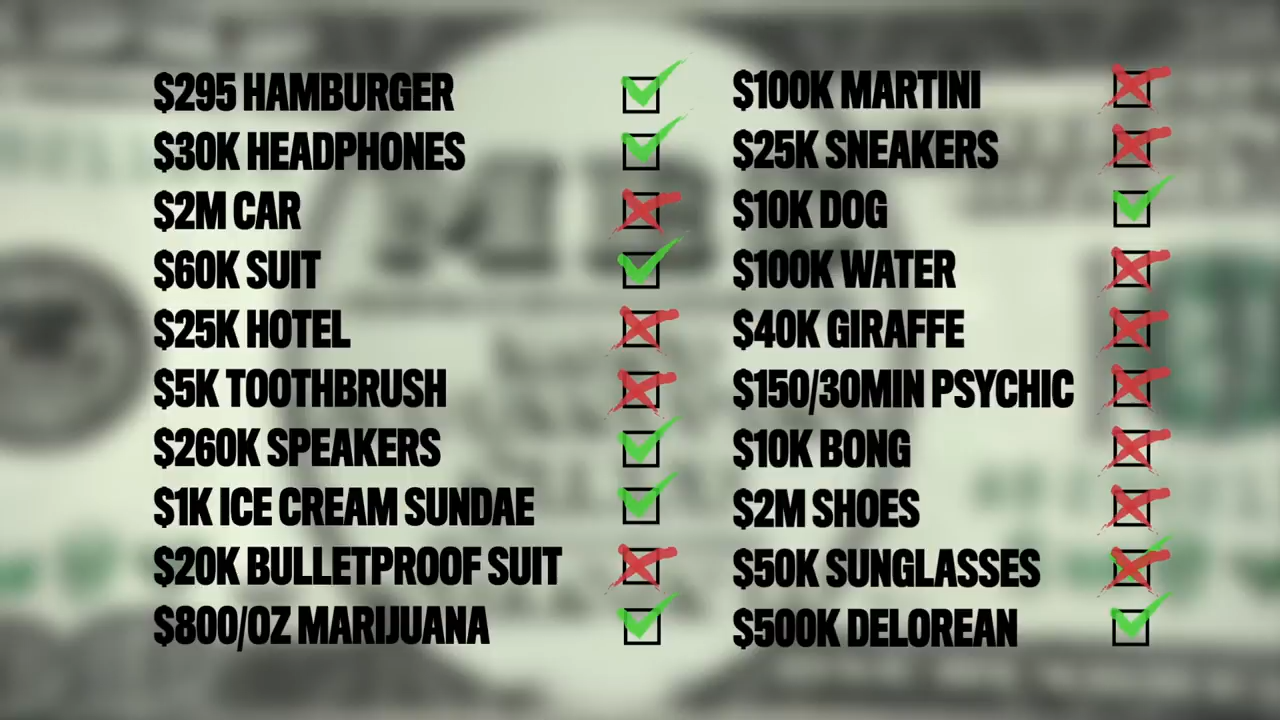 $295 HAMBURGER
$30K HEADPHONES
$2M CAR
$60K SUIT
$25K HOTEL
$5K TOOTHBRUSH
$260K SPEAKERS
$1K ICE CREAM SUNDAE
$20K BULLETPROOF SUIT
$800/OZ MARIJUANA
$100K MARTINI
$25K SNEAKERS
$10K DOG
$100K WATER
$40K GIRAFFE
$150/30MIN PSYCHIC
$10K BONG
$2M SHOES
$50K SUNGLASSES
$500K DELOREAN